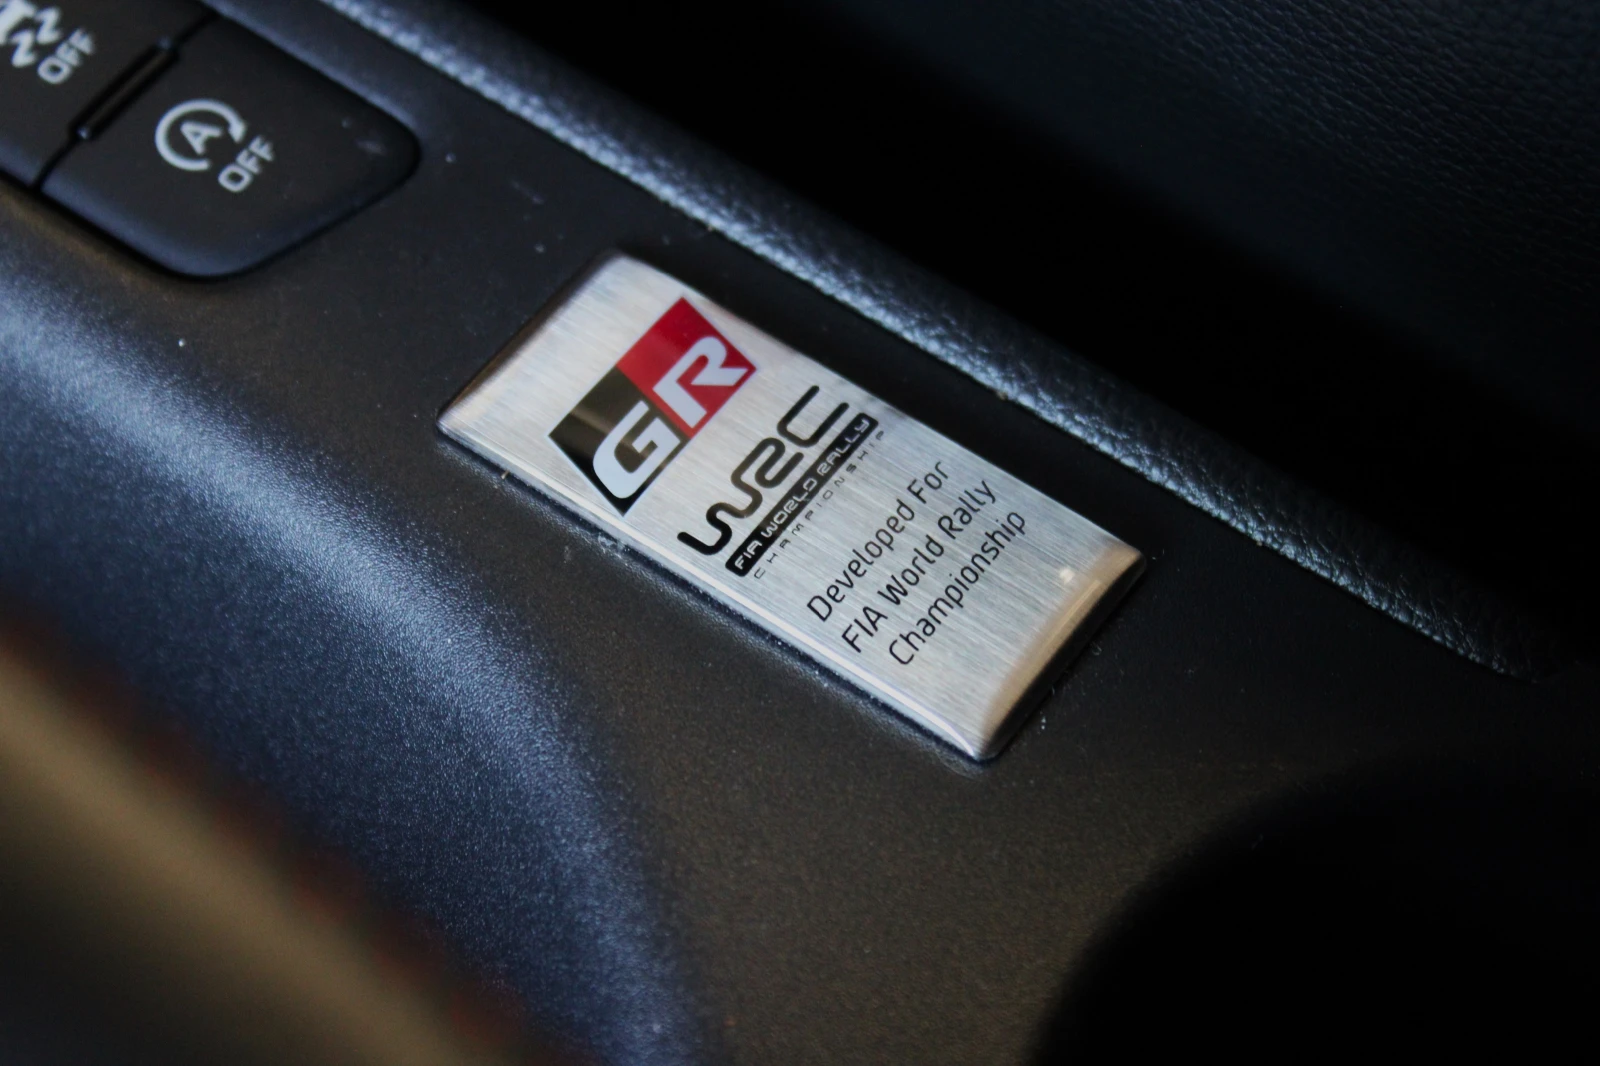 OFF
A
OFF
GR
WRC
FIA WORLD RALLY
CHAMPIONSHIP
Developed For
FIA World Rally
Championship